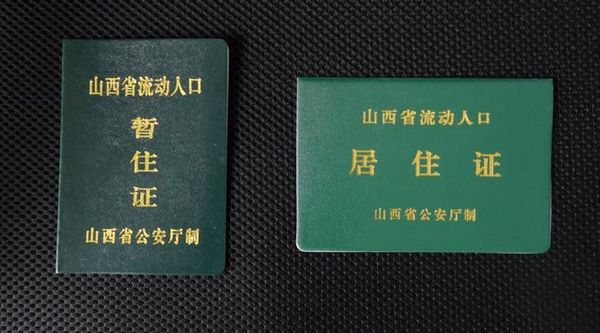 山西省流动人口
暂
住
证
山西省公安厅制
山西省流动人口
居住证
山西省公安厅制